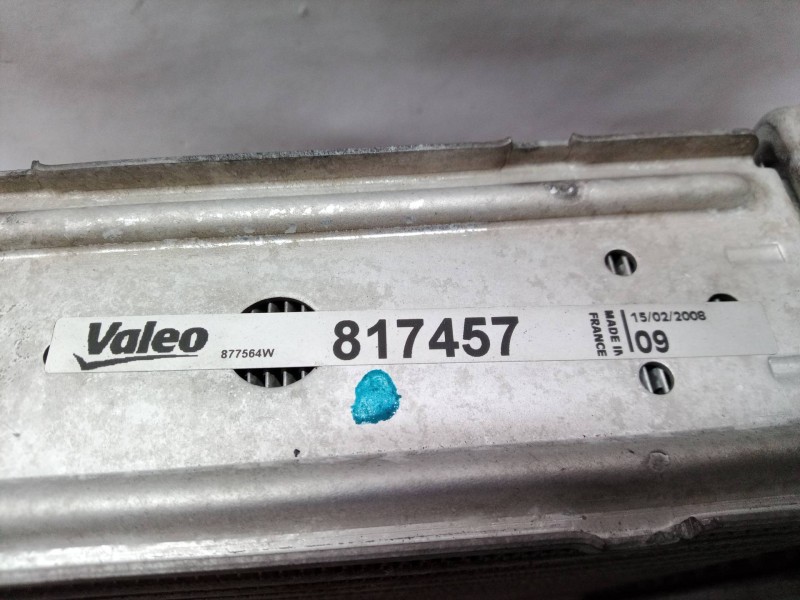 Valeo
877564W
817457
MADE IN
FRANCE
15/02/2008
09